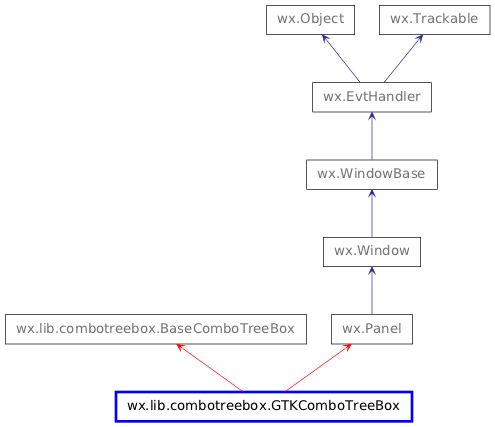 wx.Object
wx.Trackable
wx.EvtHandler
wx.WindowBase
wx.Window
wx.lib.combotreebox.BaseComboTreeBox
wx.Panel
wx.lib.combotreebox.GTKComboTreeBox